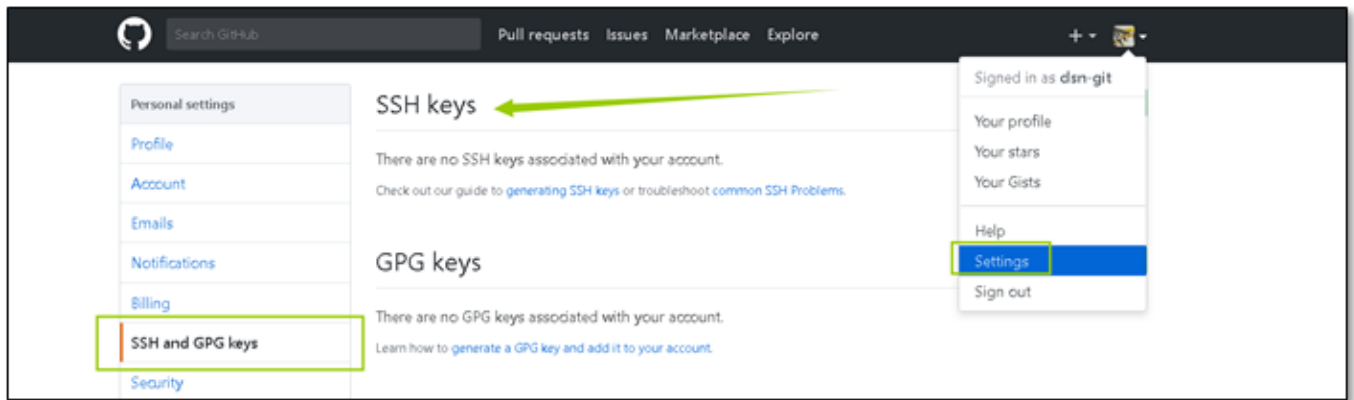 Search GitHub
Pull requests Issues Marketplace Explore
Signed in as dsn-git
Your profile
Your stars
Your Gists
Help
Settings
Sign out
Personal settings
Profile
Account
Emails
Notifications
Billing
SSH and GPG keys
Security
SSH keys
There are no SSH keys associated with your account.
Check out our guide to generating SSH keys or troubleshoot common SSH Problems.
GPG keys
There are no GPG keys associated with your account.
Learn how to generate a GPG key and add it to your account.